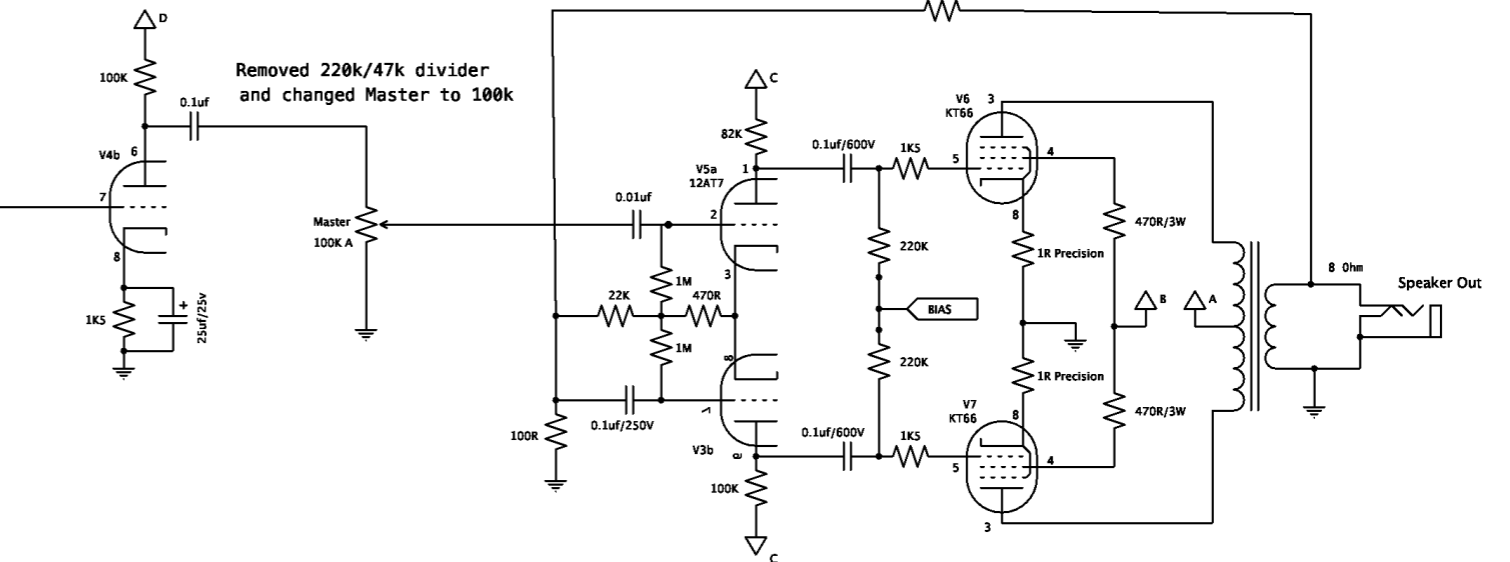 D
100K
Removed 220k/47k divider
and changed Master to 100k
0.1uf
V4b
6
7
8
1K5
+
25uf/25v
Master
100K A
0.01uf
C
82K
V5a
12AT7
1
2
3
1M
22K
470R
1M
0.1uf/250V
100R
8
7
V3b
6
100K
C
0.1uf/600V
1K5
220K
BIAS
220K
0.1uf/600V
1K5
V6
KT66
3
5
4
8
1R Precision
470R/3W
1R Precision
B
A
V7
KT66
8
5
4
3
470R/3W
8 Ohm
Speaker Out